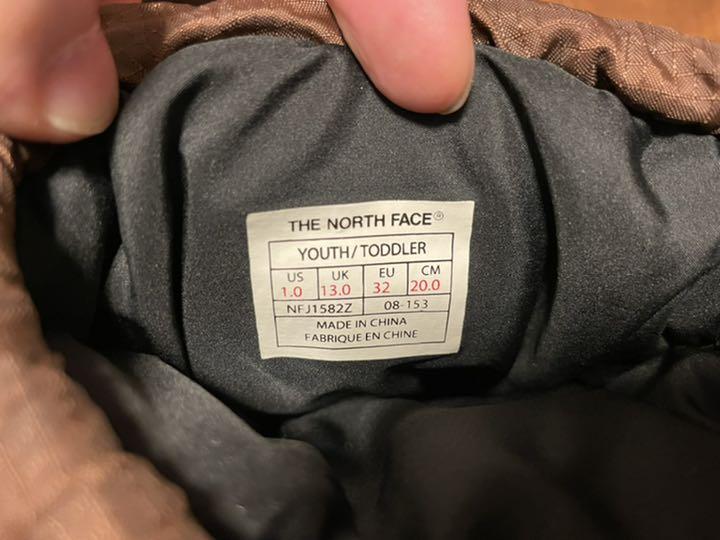 THE NORTH FACE®
YOUTH/TODDLER
US UK EU CM
1.0 13.0 32 20.0
NFJ1582Z 08-153
MADE IN CHINA
FABRIQUE EN CHINE